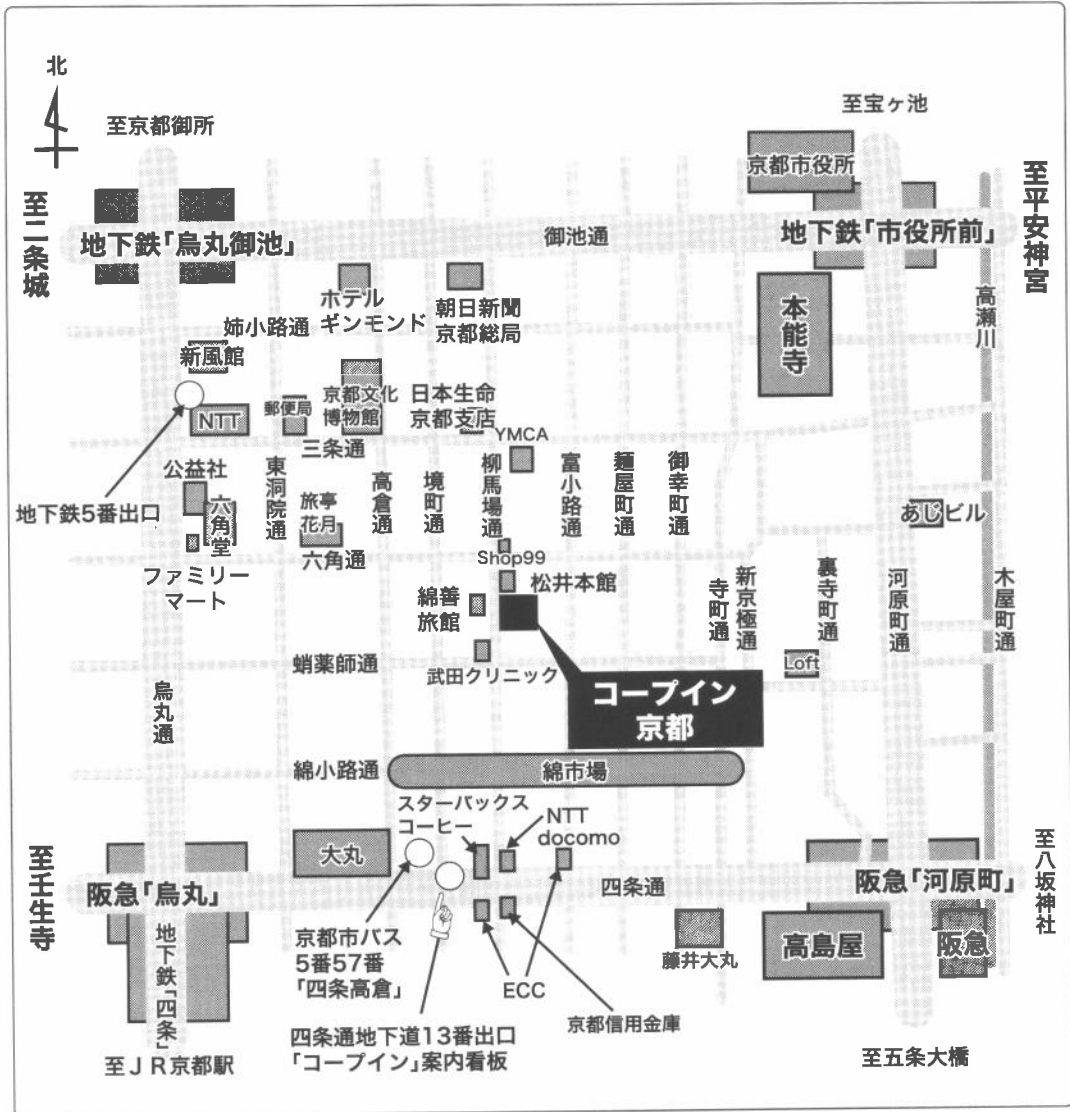 北
至宝ヶ池
至京都御所
京都市役所
至平安神宮
至二条城
地下鉄「烏丸御池」
御池通
地下鉄「市役所前」
ホテル
ギンモンド
朝日新聞
京都総局
本能寺
高瀬川
姉小路通
新風館
京都文化
博物館
日本生命
京都支店
郵便局
NTT
三条通
YMCA
公益社
東洞院通
高倉通
境町通
柳馬場通
富小路通
麺屋町通
御幸町通
地下鉄5番出口
六角堂
旅亭
花月
あじビル
六角通
Shop99
ファミリー
マート
松井本館
綿善
旅館
寺町通
新京極通
裏寺町通
河原町通
木屋町通
蛸薬師通
武田クリニック
Loft
コープイン
京都
烏丸通
綿小路通
綿市場
スターバックス
コーヒー
NTT
docomo
大丸
至壬生寺
至八坂神社
阪急「烏丸」
四条通
阪急「河原町」
地下鉄「四条」
京都市バス
5番57番
「四条高倉」
ECC
藤井大丸
高島屋
阪急
京都信用金庫
四条通地下道13番出口
「コープイン」案内看板
至JR京都駅
至五条大橋